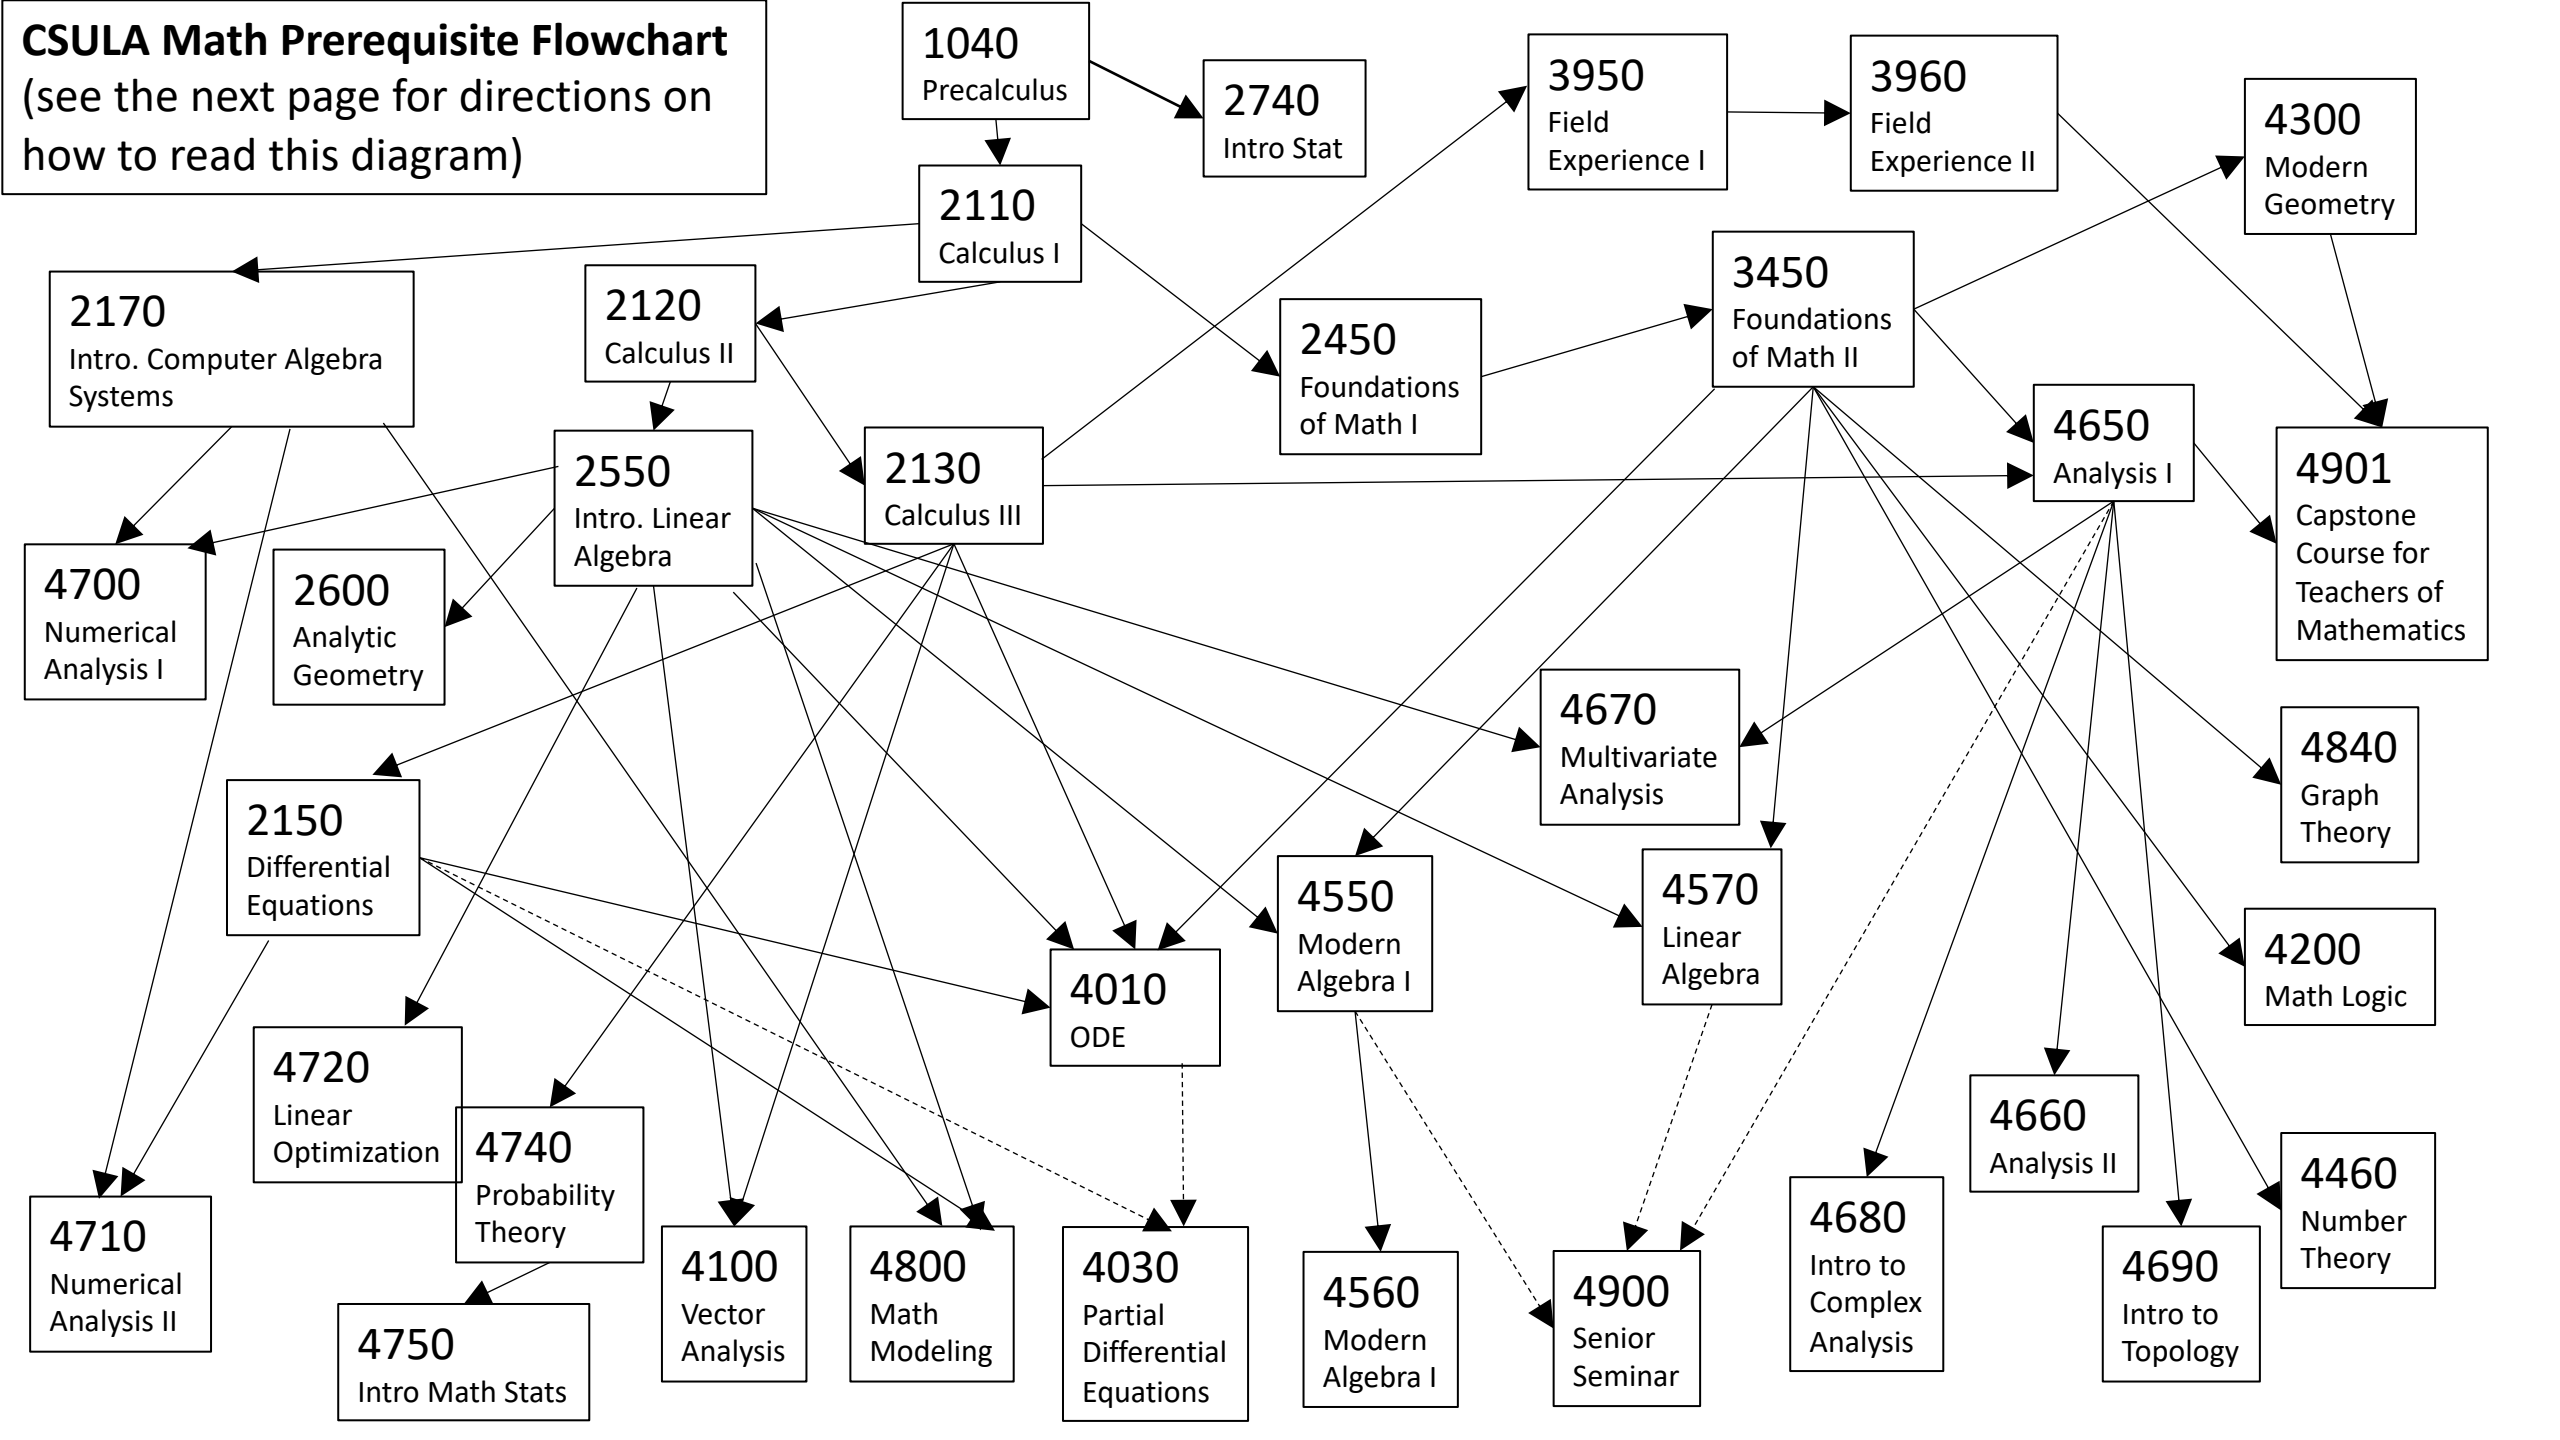 CSULA Math Prerequisite Flowchart
(see the next page for directions on
how to read this diagram)
1040
Precalculus
2740
Intro Stat
3950
Field
Experience I
3960
Field
Experience II
4300
Modern
Geometry
2110
Calculus I
2170
Intro. Computer Algebra
Systems
2120
Calculus II
2450
Foundations
of Math I
3450
Foundations
of Math II
2550
Intro. Linear
Algebra
2130
Calculus III
4650
Analysis I
4901
Capstone
Course for
Teachers of
Mathematics
4700
Numerical
Analysis I
2600
Analytic
Geometry
4670
Multivariate
Analysis
4840
Graph
Theory
2150
Differential
Equations
4550
Modern
Algebra I
4570
Linear
Algebra
4200
Math Logic
4010
ODE
4720
Linear
Optimization
4740
Probability
Theory
4660
Analysis II
4460
Number
Theory
4710
Numerical
Analysis II
4750
Intro Math Stats
4100
Vector
Analysis
4800
Math
Modeling
4030
Partial
Differential
Equations
4560
Modern
Algebra I
4900
Senior
Seminar
4680
Intro to
Complex
Analysis
4690
Intro to
Topology